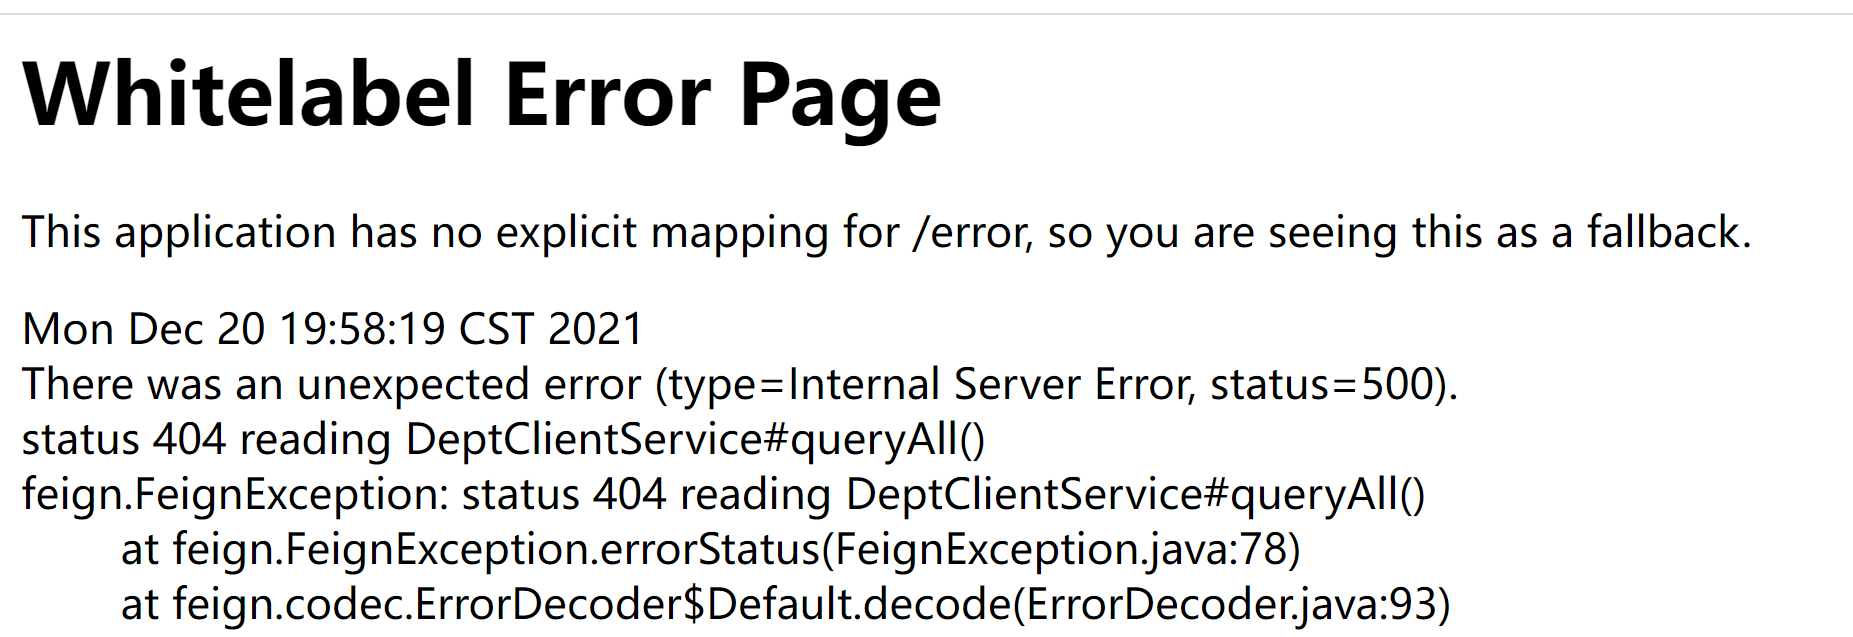 Whitelabel Error Page
This application has no explicit mapping for /error, so you are seeing this as a fallback.
Mon Dec 20 19:58:19 CST 2021
There was an unexpected error (type=Internal Server Error, status=500).
status 404 reading DeptClientService#queryAll()
feign.FeignException: status 404 reading DeptClientService#queryAll()
at feign.FeignException.errorStatus(FeignException.java:78)
at feign.codec.ErrorDecoder$Default.decode(ErrorDecoder.java:93)